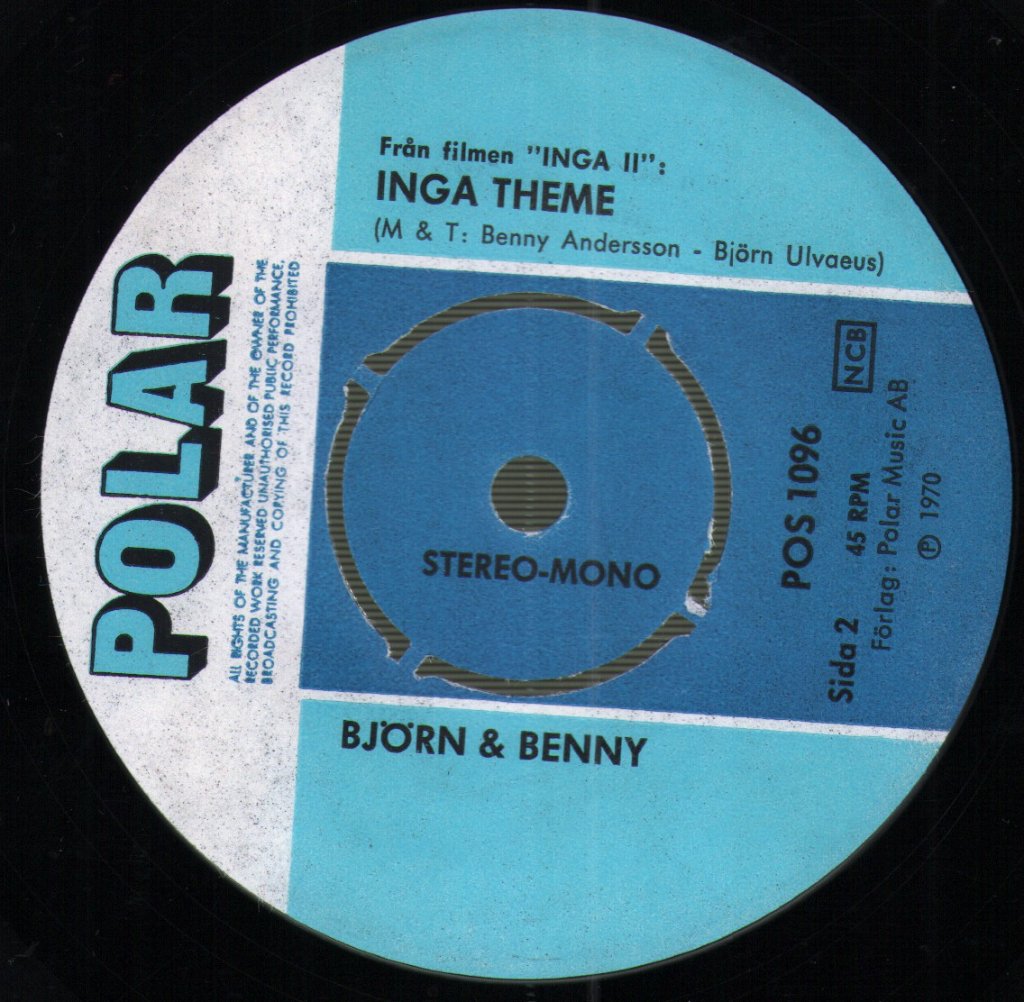 Från filmen ”INGA II”:
INGA THEME
(M & T: Benny Andersson - Björn Ulvaeus)
POLAR
ALL RIGHTS OF THE MANUFACTURER AND OF THE OWNER OF THE
RECORDED WORK RESERVED UNAUTHORISED PUBLIC PERFORMANCE,
BROADCASTING AND COPYING OF THIS RECORD PROHIBITED
STEREO-MONO
NCB
POS 1096
45 RPM
Sida 2
Förlag: Polar Music AB
Ⓟ 1970
BJÖRN & BENNY